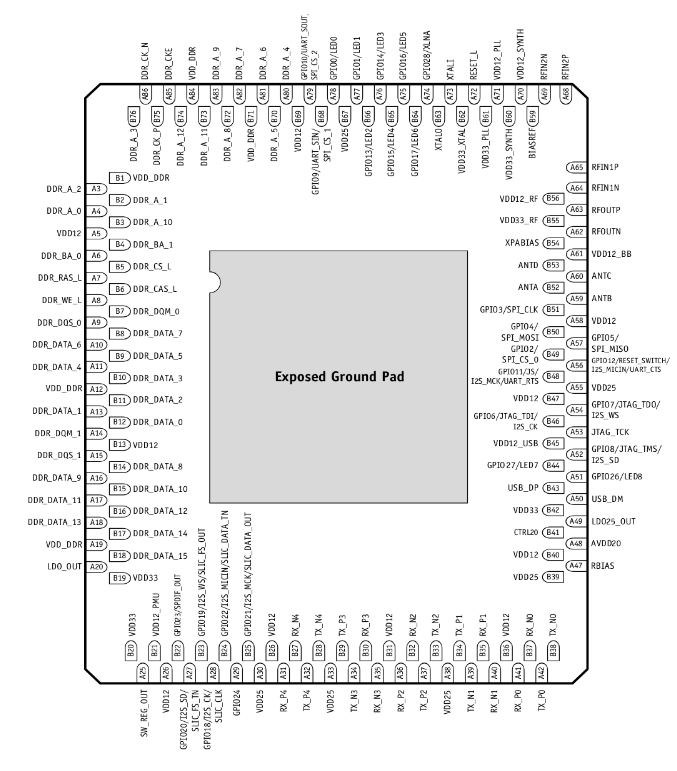 DDR_CK_N
DDR_CKE
VDD_DDR
DDR_A_9
DDR_A_7
DDR_A_6
DDR_A_4
GPIO10/UART_SOUT,
SPI_CS_2
GPIO0/LED0
GPIO1/LED1
GPIO14/LED3
GPIO16/LED5
GPIO28/XLNA
XTALI
RESET_L
VDD12_PLL
VDD12_SYNTH
RFIN2N
RFIN2P
A86
A85
A84
A83
A82
A81
A80
A79
A78
A77
A76
A75
A74
A73
A72
A71
A70
A69
A68
B76
B75
B74
B73
B72
B71
B70
B69
B68
B67
B66
B65
B64
B63
B62
B61
B60
B59
DDR_A_3
DDR_CK_P
DDR_A_12
DDR_A_11
DDR_A_8
VDD_DDR
DDR_A_5
VDD12
GPIO9/UART_SIN/
SPI_CS_1
VDD25
GPIO13/LED2
GPIO15/LED4
GPIO17/LED6
XTALO
VDD33_XTAL
VDD33_PLL
VDD33_SYNTH
BIASREF
B1 VDD_DDR
DDR_A_2 A3
B2 DDR_A_1
DDR_A_0 A4
B3 DDR_A_10
VDD12 A5
B4 DDR_BA_1
DDR_BA_0 A6
B5 DDR_CS_L
DDR_RAS_L A7
B6 DDR_CAS_L
DDR_WE_L A8
B7 DDR_DQM_0
DDR_DQS_0 A9
B8 DDR_DATA_7
DDR_DATA_6 A10
B9 DDR_DATA_5
DDR_DATA_4 A11
B10 DDR_DATA_3
VDD_DDR A12
B11 DDR_DATA_2
DDR_DATA_1 A13
B12 DDR_DATA_0
DDR_DQM_1 A14
B13 VDD12
DDR_DQS_1 A15
B14 DDR_DATA_8
DDR_DATA_9 A16
B15 DDR_DATA_10
DDR_DATA_11 A17
B16 DDR_DATA_12
DDR_DATA_13 A18
B17 DDR_DATA_14
VDD_DDR A19
B18 DDR_DATA_15
LDO_OUT A20
B19 VDD33
Exposed Ground Pad
A65 RFIN1P
A64 RFIN1N
VDD12_RF B56
A63 RFOUTP
VDD33_RF B55
A62 RFOUTN
XPABIAS B54
A61 VDD12_BB
ANTD B53
A60 ANTC
ANTA B52
A59 ANTB
GPIO3/SPI_CLK B51
A58 VDD12
GPIO4/
SPI_MOSI B50
A57 GPIO5/
SPI_MISO
GPIO2/
SPI_CS_0 B49
A56 GPIO12/RESET_SWITCH/
I2S_MICIN/UART_CTS
GPIO11/JS/
I2S_MCK/UART_RTS B48
A55 VDD25
VDD12 B47
A54 GPIO7/JTAG_TDO/
I2S_WS
GPIO6/JTAG_TDI/
I2S_CK B46
A53 JTAG_TCK
VDD12_USB B45
A52 GPIO8/JTAG_TMS/
I2S_SD
GPIO27/LED7 B44
A51 GPIO26/LED8
USB_DP B43
A50 USB_DM
VDD33 B42
A49 LDO25_OUT
CTRL20 B41
A48 AVDD20
VDD12 B40
A47 RBIAS
VDD25 B39
VDD33
VDD12_PMU
GPIO23/SPDIF_OUT
GPIO19/I2S_WS/SLIC_FS_OUT
GPIO22/I2S_MICIN/SLIC_DATA_TN
GPIO21/I2S_MCK/SLIC_DATA_OUT
VDD12
RX_N4
TX_N4
TX_P3
RX_P3
VDD12
RX_N2
TX_N2
TX_P1
RX_P1
VDD12
RX_N0
TX_N0
B20
B21
B22
B23
B24
B25
B26
B27
B28
B29
B30
B31
B32
B33
B34
B35
B36
B37
B38
A25
A26
A27
A28
A29
A30
A31
A32
A33
A34
A35
A36
A37
A38
A39
A40
A41
A42
SW_REG_OUT
VDD12
GPIO20/I2S_SD/
SLIC_FS_TN
GPIO18/I2S_CK/
SLIC_CLK
GPIO24
VDD25
RX_P4
TX_P4
VDD25
TX_N3
RX_N3
RX_P2
TX_P2
VDD25
TX_N1
RX_N1
RX_P0
TX_P0